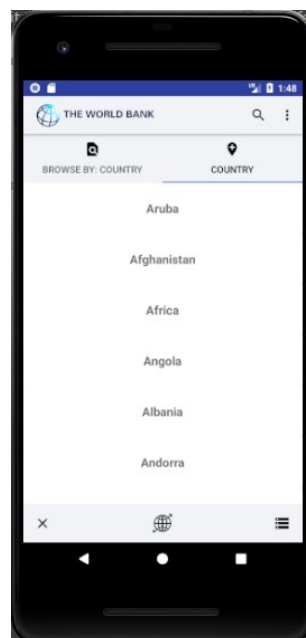 1:48
THE WORLD BANK
BROWSE BY: COUNTRY
COUNTRY
Aruba
Afghanistan
Africa
Angola
Albania
Andorra